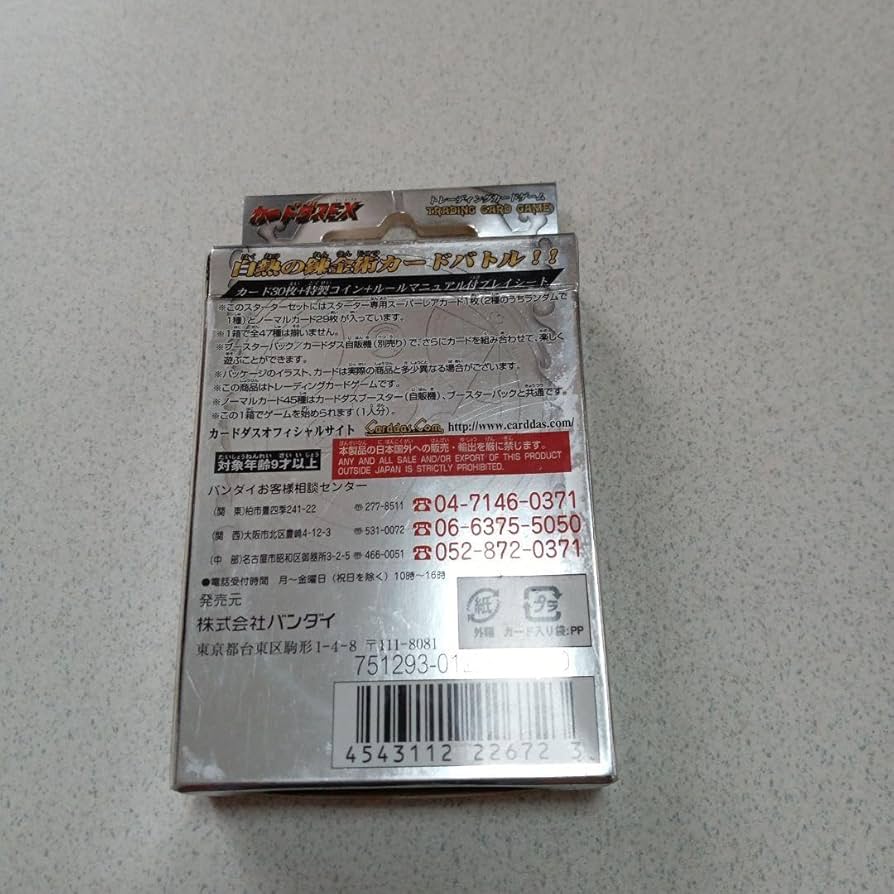 カードダスEX
トレーディングカードゲーム
TRADING CARD GAME
白熱の錬金術カードバトル!!
カード30枚+特製コイン+ルールマニュアル付プレイシート
※このスターターセットにはスターター専用スーパーレアカード1枚(2種のうちランダムで
1種)とノーマルカード29枚が入っています。
※1箱で全47種は揃いません。
※ブースターパック/カードダス自販機(別売り)で、さらにカードを組み合わせて、楽しく
遊ぶことができます。
※パッケージのイラスト、カードは実際の商品と多少異なる場合がございます。
※この商品はトレーディングカードゲームです。
※ノーマルカード45種はカードダスブースター(自販機)、ブースターパックと共通です。
※この1箱でゲームを始められます(1人分)。
カードダスオフィシャルサイト Carddas.Com http://www.carddas.com/
対象年齢9才以上
本製品の日本国外への販売・輸出を厳に禁じます。
ANY AND ALL SALE AND/OR EXPORT OF THIS PRODUCT
OUTSIDE JAPAN IS STRICTLY PROHIBITED.
バンダイお客様相談センター
(関 東)柏市豊四季241-22 〒277-8511 ☎04-7146-0371
(関 西)大阪市北区豊崎4-12-3 〒531-0072 ☎06-6375-5050
(中 部)名古屋市昭和区御器所3-2-5 〒466-0051 ☎052-872-0371
●電話受付時間 月～金曜日(祝日を除く)10時～16時
発売元
株式会社バンダイ
東京都台東区駒形1-4-8 〒111-8081
紙
外箱
プラ
カード入り袋:PP
4543112 226723